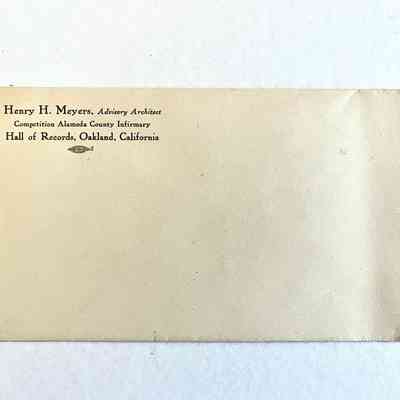 Henry H. Meyers, Advisory Architect
Competition Alameda County Infirmary
Hall of Records, Oakland, California